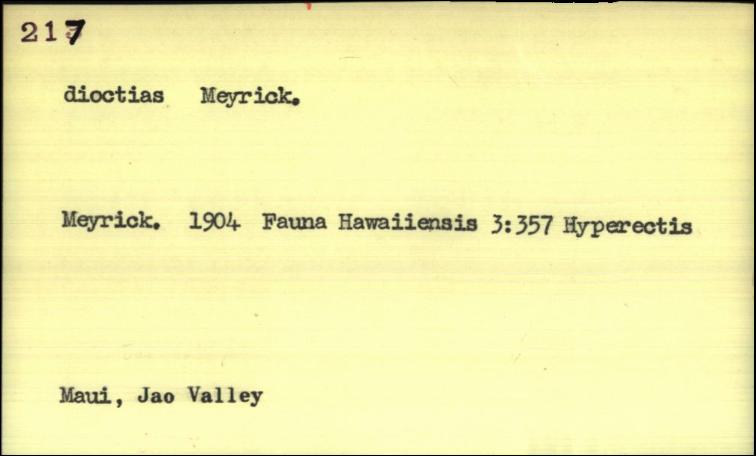 217
dioctias Meyrick.
Meyrick. 1904 Fauna Hawaiiensis 3:357 Hyperectis
Maui, Jao Valley